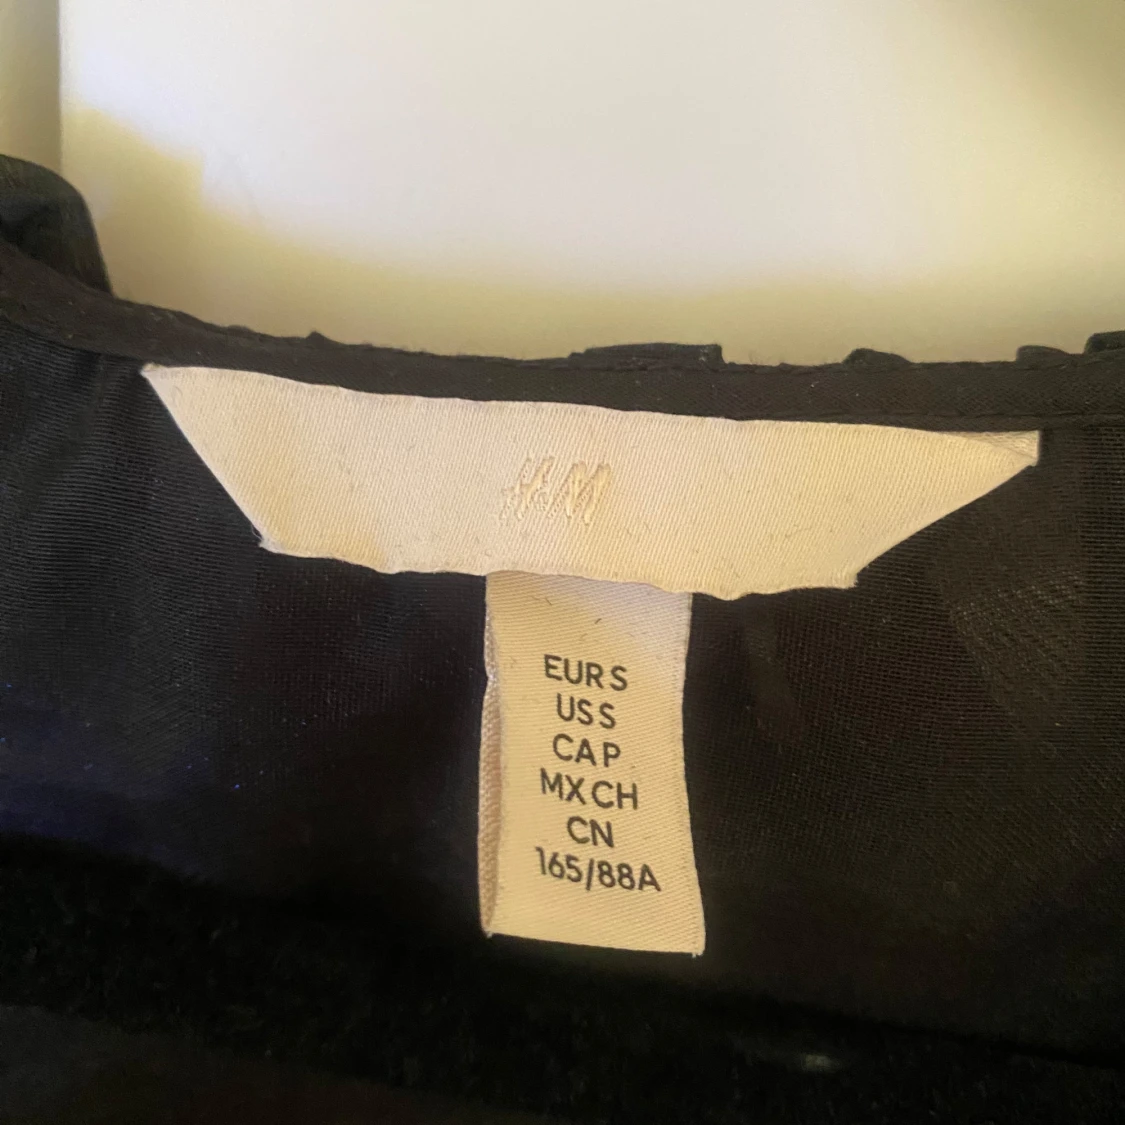 H&M
EUR S
US S
CA P
MX CH
CN
165/88A